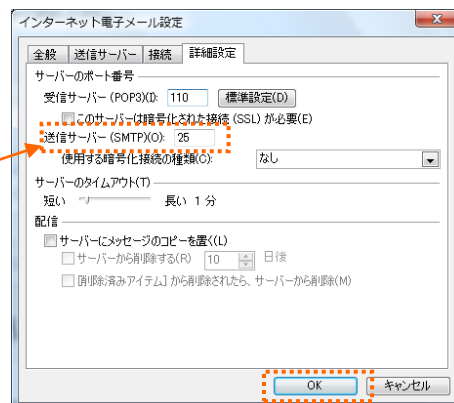 インターネット電子メール設定
全般 送信サーバー 接続 詳細設定
サーバーのポート番号
受信サーバー (POP3)(I): 110 標準設定(D)
このサーバーは暗号化された接続 (SSL) が必要(E)
送信サーバー (SMTP)(O): 25
使用する暗号化接続の種類(C): なし
サーバーのタイムアウト(T)
短い 長い 1 分
配信
サーバーにメッセージのコピーを置く(L)
サーバーから削除する(R) 10 日後
[削除済みアイテム] から削除されたら、サーバーから削除(M)
OK キャンセル